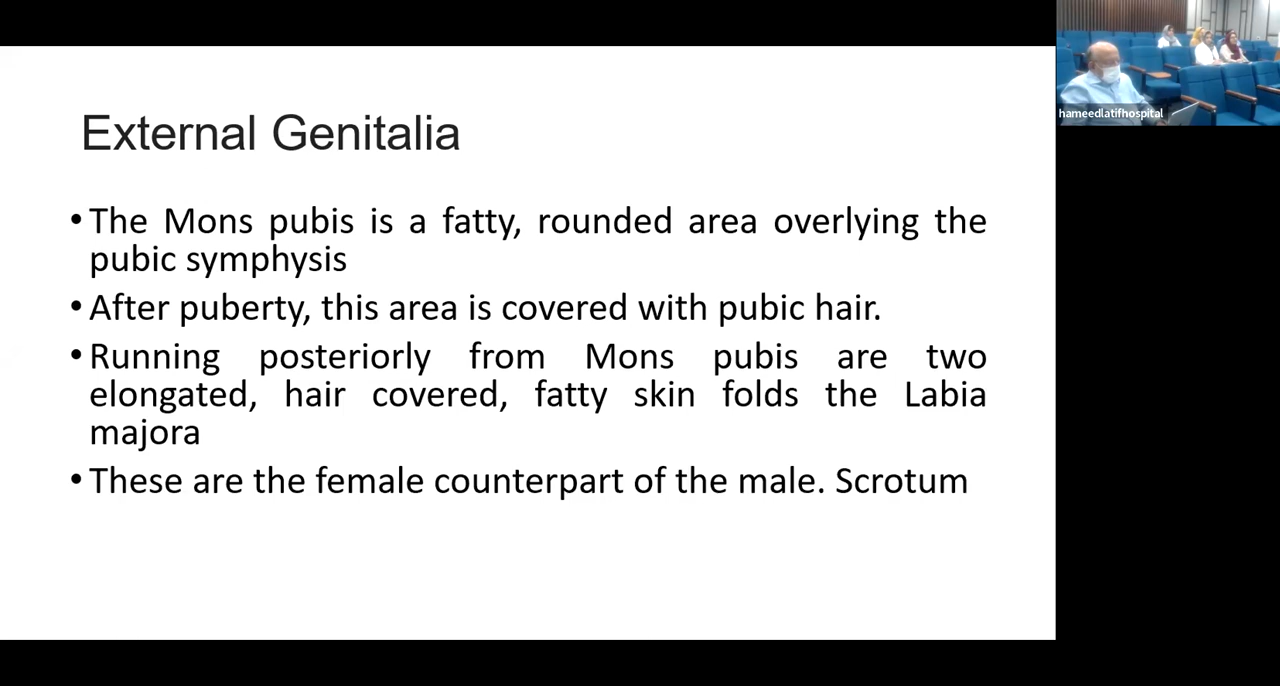 External Genitalia
• The Mons pubis is a fatty, rounded area overlying the
pubic symphysis
• After puberty, this area is covered with pubic hair.
• Running posteriorly from Mons pubis are two
elongated, hair covered, fatty skin folds the Labia
majora
• These are the female counterpart of the male. Scrotum
hameedlatifhospital